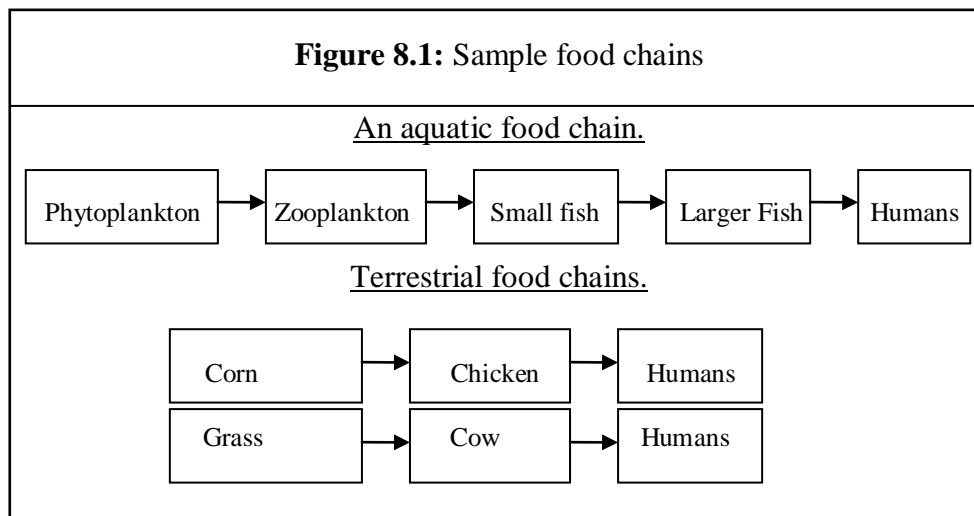 Figure 8.1: Sample food chains
An aquatic food chain.
Phytoplankton Zooplankton Small fish Larger Fish Humans
Terrestrial food chains.
Corn Chicken Humans
Grass Cow Humans